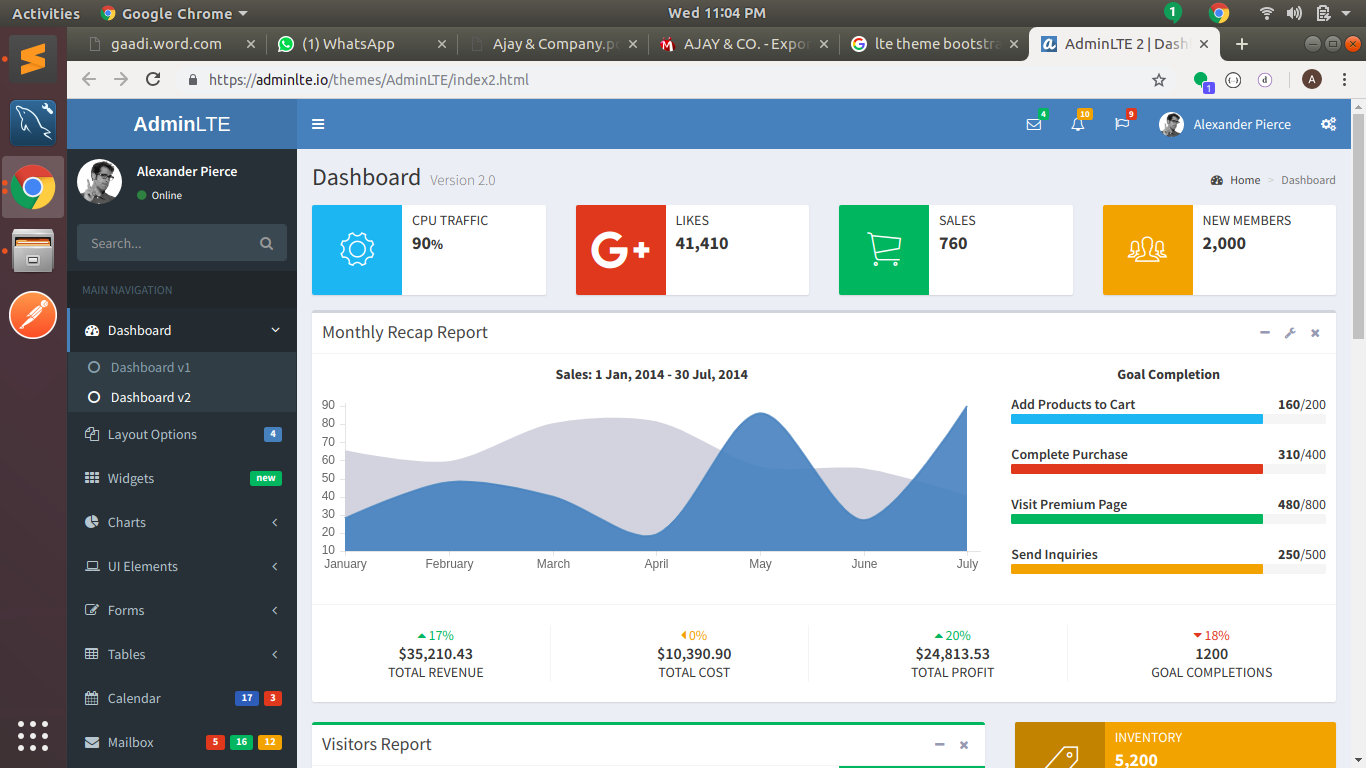 Activities
Google Chrome
Wed 11:04 PM
1
gaadi.word.com
(1) WhatsApp
Ajay & Company.p
AJAY & CO. - Expo
lte theme bootstra
AdminLTE 2 | Dash
https://adminlte.io/themes/AdminLTE/index2.html
1
A
AdminLTE
4
10
9
Alexander Pierce
Alexander Pierce
Online
Search...
MAIN NAVIGATION
Dashboard
Dashboard v1
Dashboard v2
Layout Options 4
Widgets new
Charts
UI Elements
Forms
Tables
Calendar 17 3
Mailbox 5 16 12
Dashboard Version 2.0
Home > Dashboard
CPU TRAFFIC
90%
G+
LIKES
41,410
SALES
760
NEW MEMBERS
2,000
Monthly Recap Report
Sales: 1 Jan, 2014 - 30 Jul, 2014
90
80
70
60
50
40
30
20
10
January February March April May June July
Goal Completion
Add Products to Cart 160/200
Complete Purchase 310/400
Visit Premium Page 480/800
Send Inquiries 250/500
17%
$35,210.43
TOTAL REVENUE
0%
$10,390.90
TOTAL COST
20%
$24,813.53
TOTAL PROFIT
18%
1200
GOAL COMPLETIONS
Visitors Report
INVENTORY
5,200